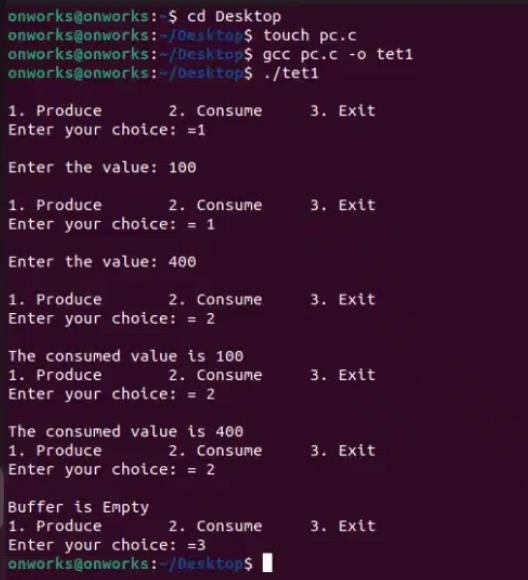 onworks@onworks:~$ cd Desktop
onworks@onworks:~/Desktop$ touch pc.c
onworks@onworks:~/Desktop$ gcc pc.c -o tet1
onworks@onworks:~/Desktop$ ./tet1
1. Produce 2. Consume 3. Exit
Enter your choice: =1
Enter the value: 100
1. Produce 2. Consume 3. Exit
Enter your choice: = 1
Enter the value: 400
1. Produce 2. Consume 3. Exit
Enter your choice: = 2
The consumed value is 100
1. Produce 2. Consume 3. Exit
Enter your choice: = 2
The consumed value is 400
1. Produce 2. Consume 3. Exit
Enter your choice: = 2
Buffer is Empty
1. Produce 2. Consume 3. Exit
Enter your choice: =3
onworks@onworks:~/Desktop$